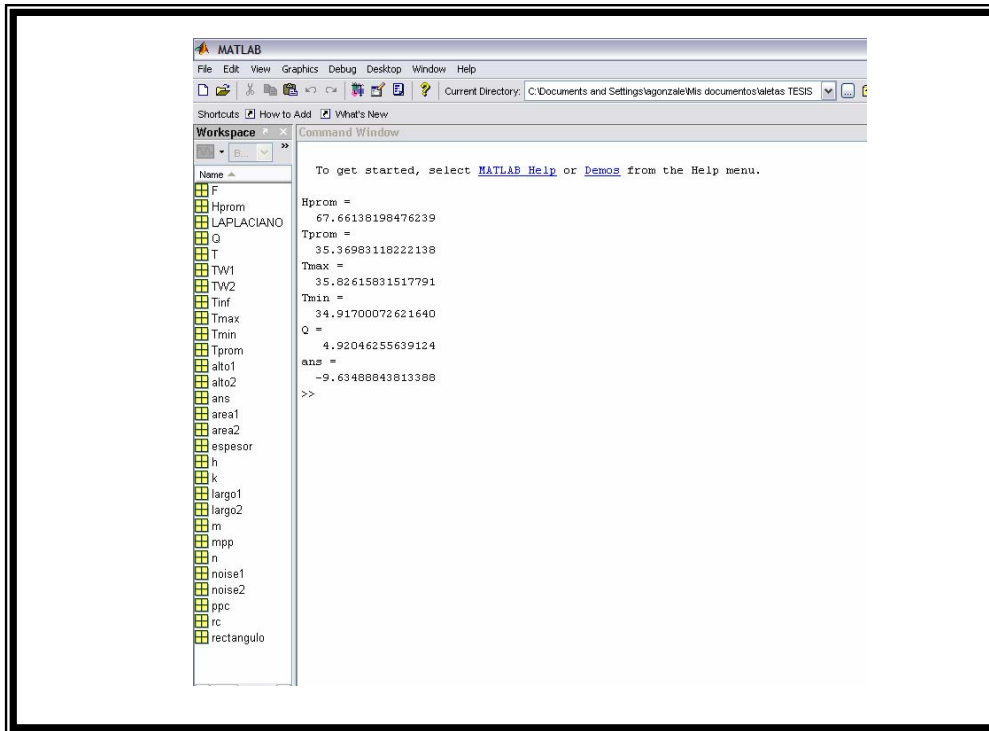 MATLAB
File Edit View Graphics Debug Desktop Window Help
Current Directory: C:\Documents and Settings\agonzale\Mis documentos\aletas TESIS
Shortcuts How to Add What's New
Workspace
Command Window
B...
Name
To get started, select MATLAB Help or Demos from the Help menu.
F
Hprom
LAPLACIANO
Q
T
TW1
TW2
Tinf
Tmax
Tmin
Tprom
alto1
alto2
ans
area1
area2
espesor
h
k
largo1
largo2
m
mpp
n
noise1
noise2
ppc
rc
rectangulo
Hprom =
67.66138198476239
Tprom =
35.36983118222138
Tmax =
35.82615831517791
Tmin =
34.91700072621640
Q =
4.92046255639124
ans =
-9.63488843813388
>>